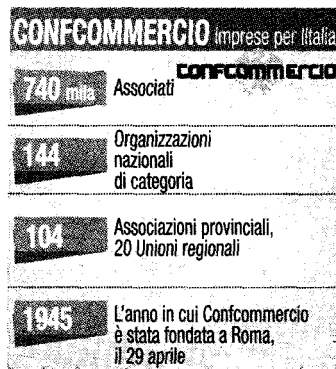 CONFCOMMERCIO Imprese per l'Italia
CONFCOMMERCIO
740 mila Associati
144 Organizzazioni
nazionali
di categoria
104 Associazioni provinciali,
20 Unioni regionali
1945 L'anno in cui Confcommercio
è stata fondata a Roma,
il 29 aprile